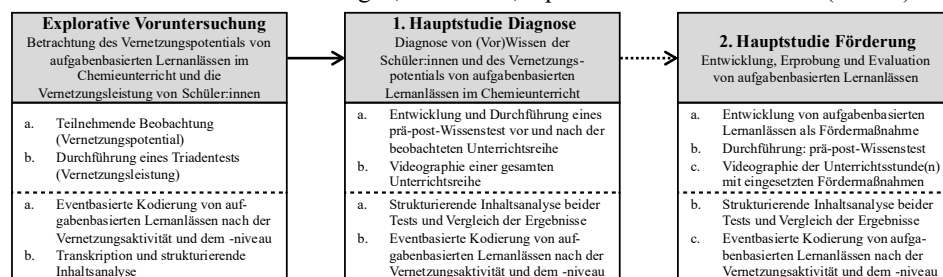 Explorative Voruntersuchung
Betrachtung des Vernetzungspotentials von
aufgabenbasierten Lernanlässen im
Chemieunterricht und die
Vernetzungsleistung von Schüler:innen
a. Teilnehmende Beobachtung
(Vernetzungspotential)
b. Durchführung eines Triadentests
(Vernetzungsleistung)
a. Eventbasierte Kodierung von auf-
gabenbasierten Lernanlässen nach der
Vernetzungsaktivität und dem -niveau
b. Transkription und strukturierende
Inhaltsanalyse
1. Hauptstudie Diagnose
Diagnose von (Vor)Wissen der
Schüler:innen und des Vernetzungs-
potentials von aufgabenbasierten
Lernanlässen im Chemieunterricht
a. Entwicklung und Durchführung eines
prä-post-Wissenstest vor und nach der
beobachteten Unterrichtsreihe
b. Videographie einer gesamten
Unterrichtsreihe
a. Strukturierende Inhaltsanalyse beider
Tests und Vergleich der Ergebnisse
b. Eventbasierte Kodierung von auf-
gabenbasierten Lernanlässen nach der
Vernetzungsaktivität und dem -niveau
2. Hauptstudie Förderung
Entwicklung, Erprobung und Evaluation
von aufgabenbasierten Lernanlässen
a. Entwicklung von aufgabenbasierten
Lernanlässen als Fördermaßnahme
b. Durchführung: prä-post-Wissenstest
c. Videographie der Unterrichtsstunde(n)
mit eingesetzten Fördermaßnahmen
b. Strukturierende Inhaltsanalyse beider
Tests und Vergleich der Ergebnisse
c. Eventbasierte Kodierung von aufga-
benbasierten Lernanlässen nach der
Vernetzungsaktivität und dem -niveau